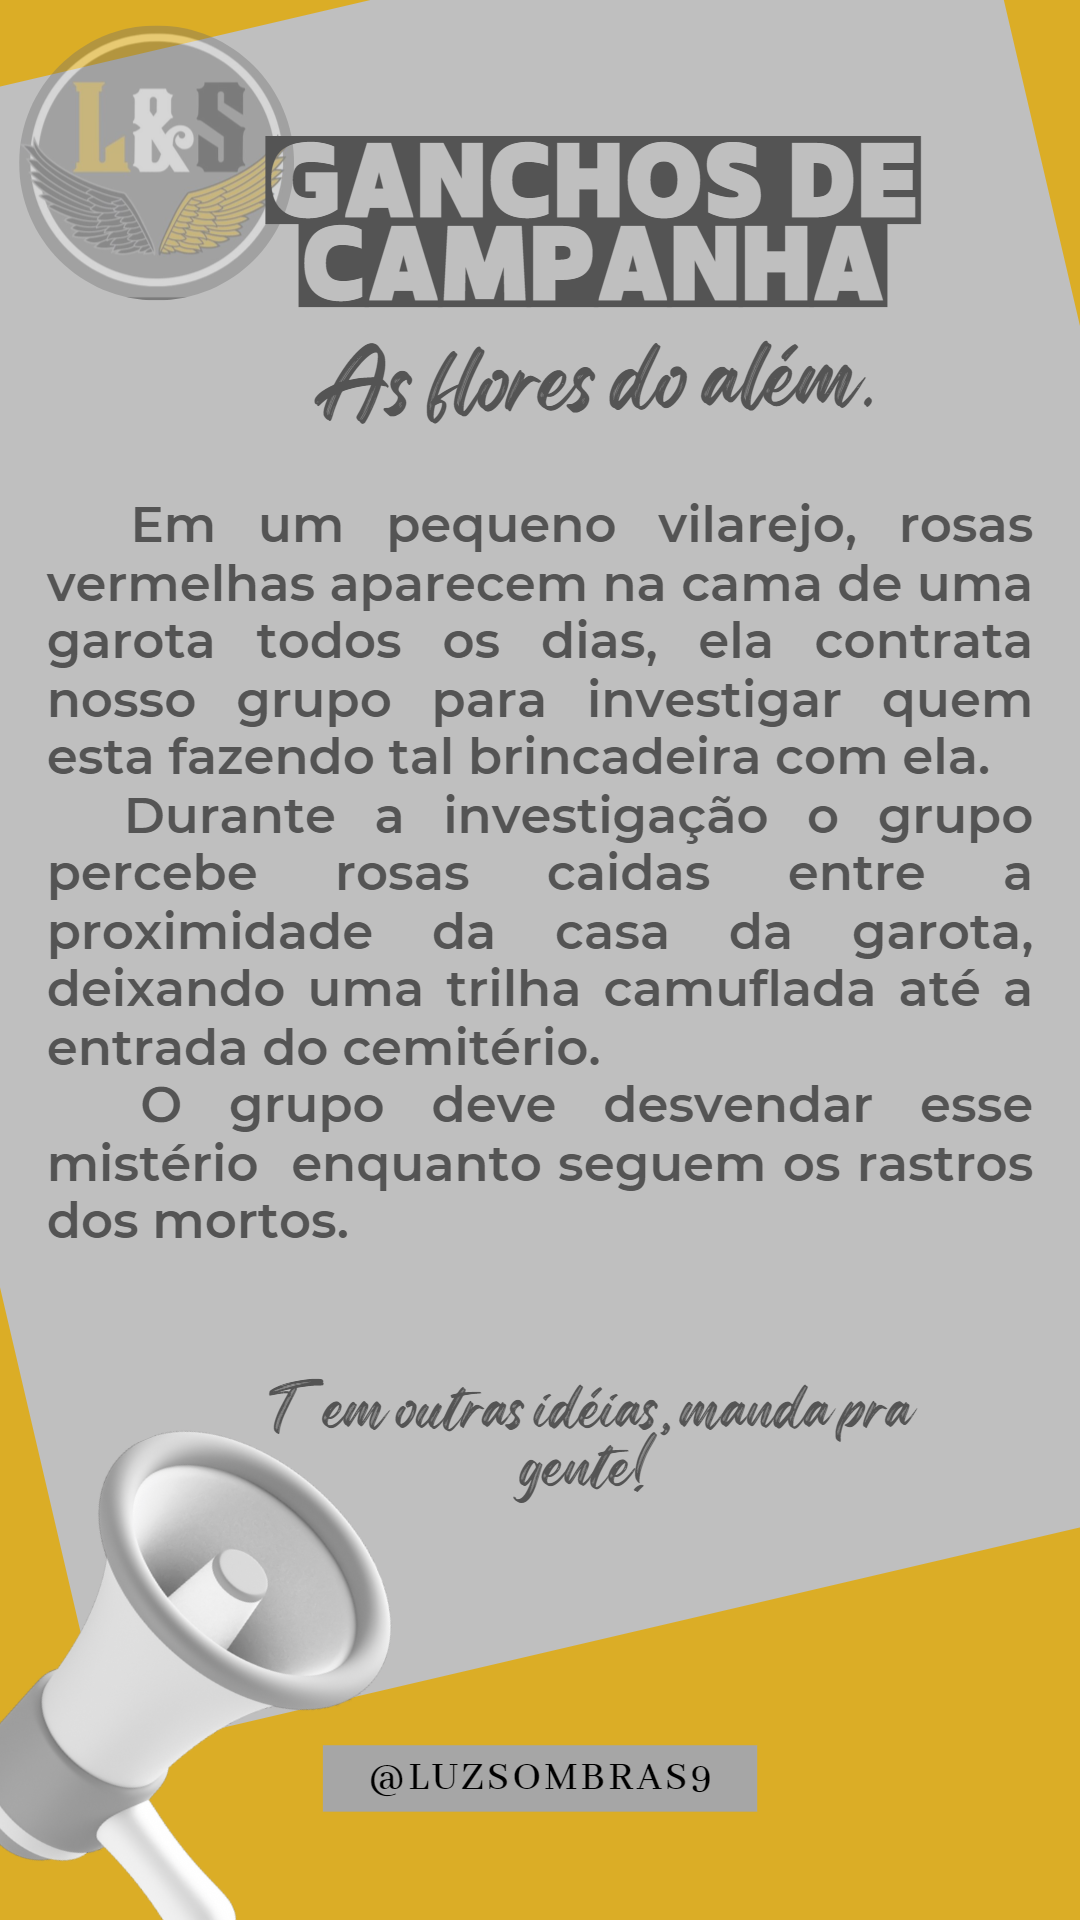 L&S
GANCHOS DE
CAMPANHA
As flores do além.
Em um pequeno vilarejo, rosas
vermelhas aparecem na cama de uma
garota todos os dias, ela contrata
nosso grupo para investigar quem
esta fazendo tal brincadeira com ela.
Durante a investigação o grupo
percebe rosas caidas entre a
proximidade da casa da garota,
deixando uma trilha camuflada até a
entrada do cemitério.
O grupo deve desvendar esse
mistério enquanto seguem os rastros
dos mortos.
Tem outras idéias, manda pra
gente!
@LUZSOMBRAS9